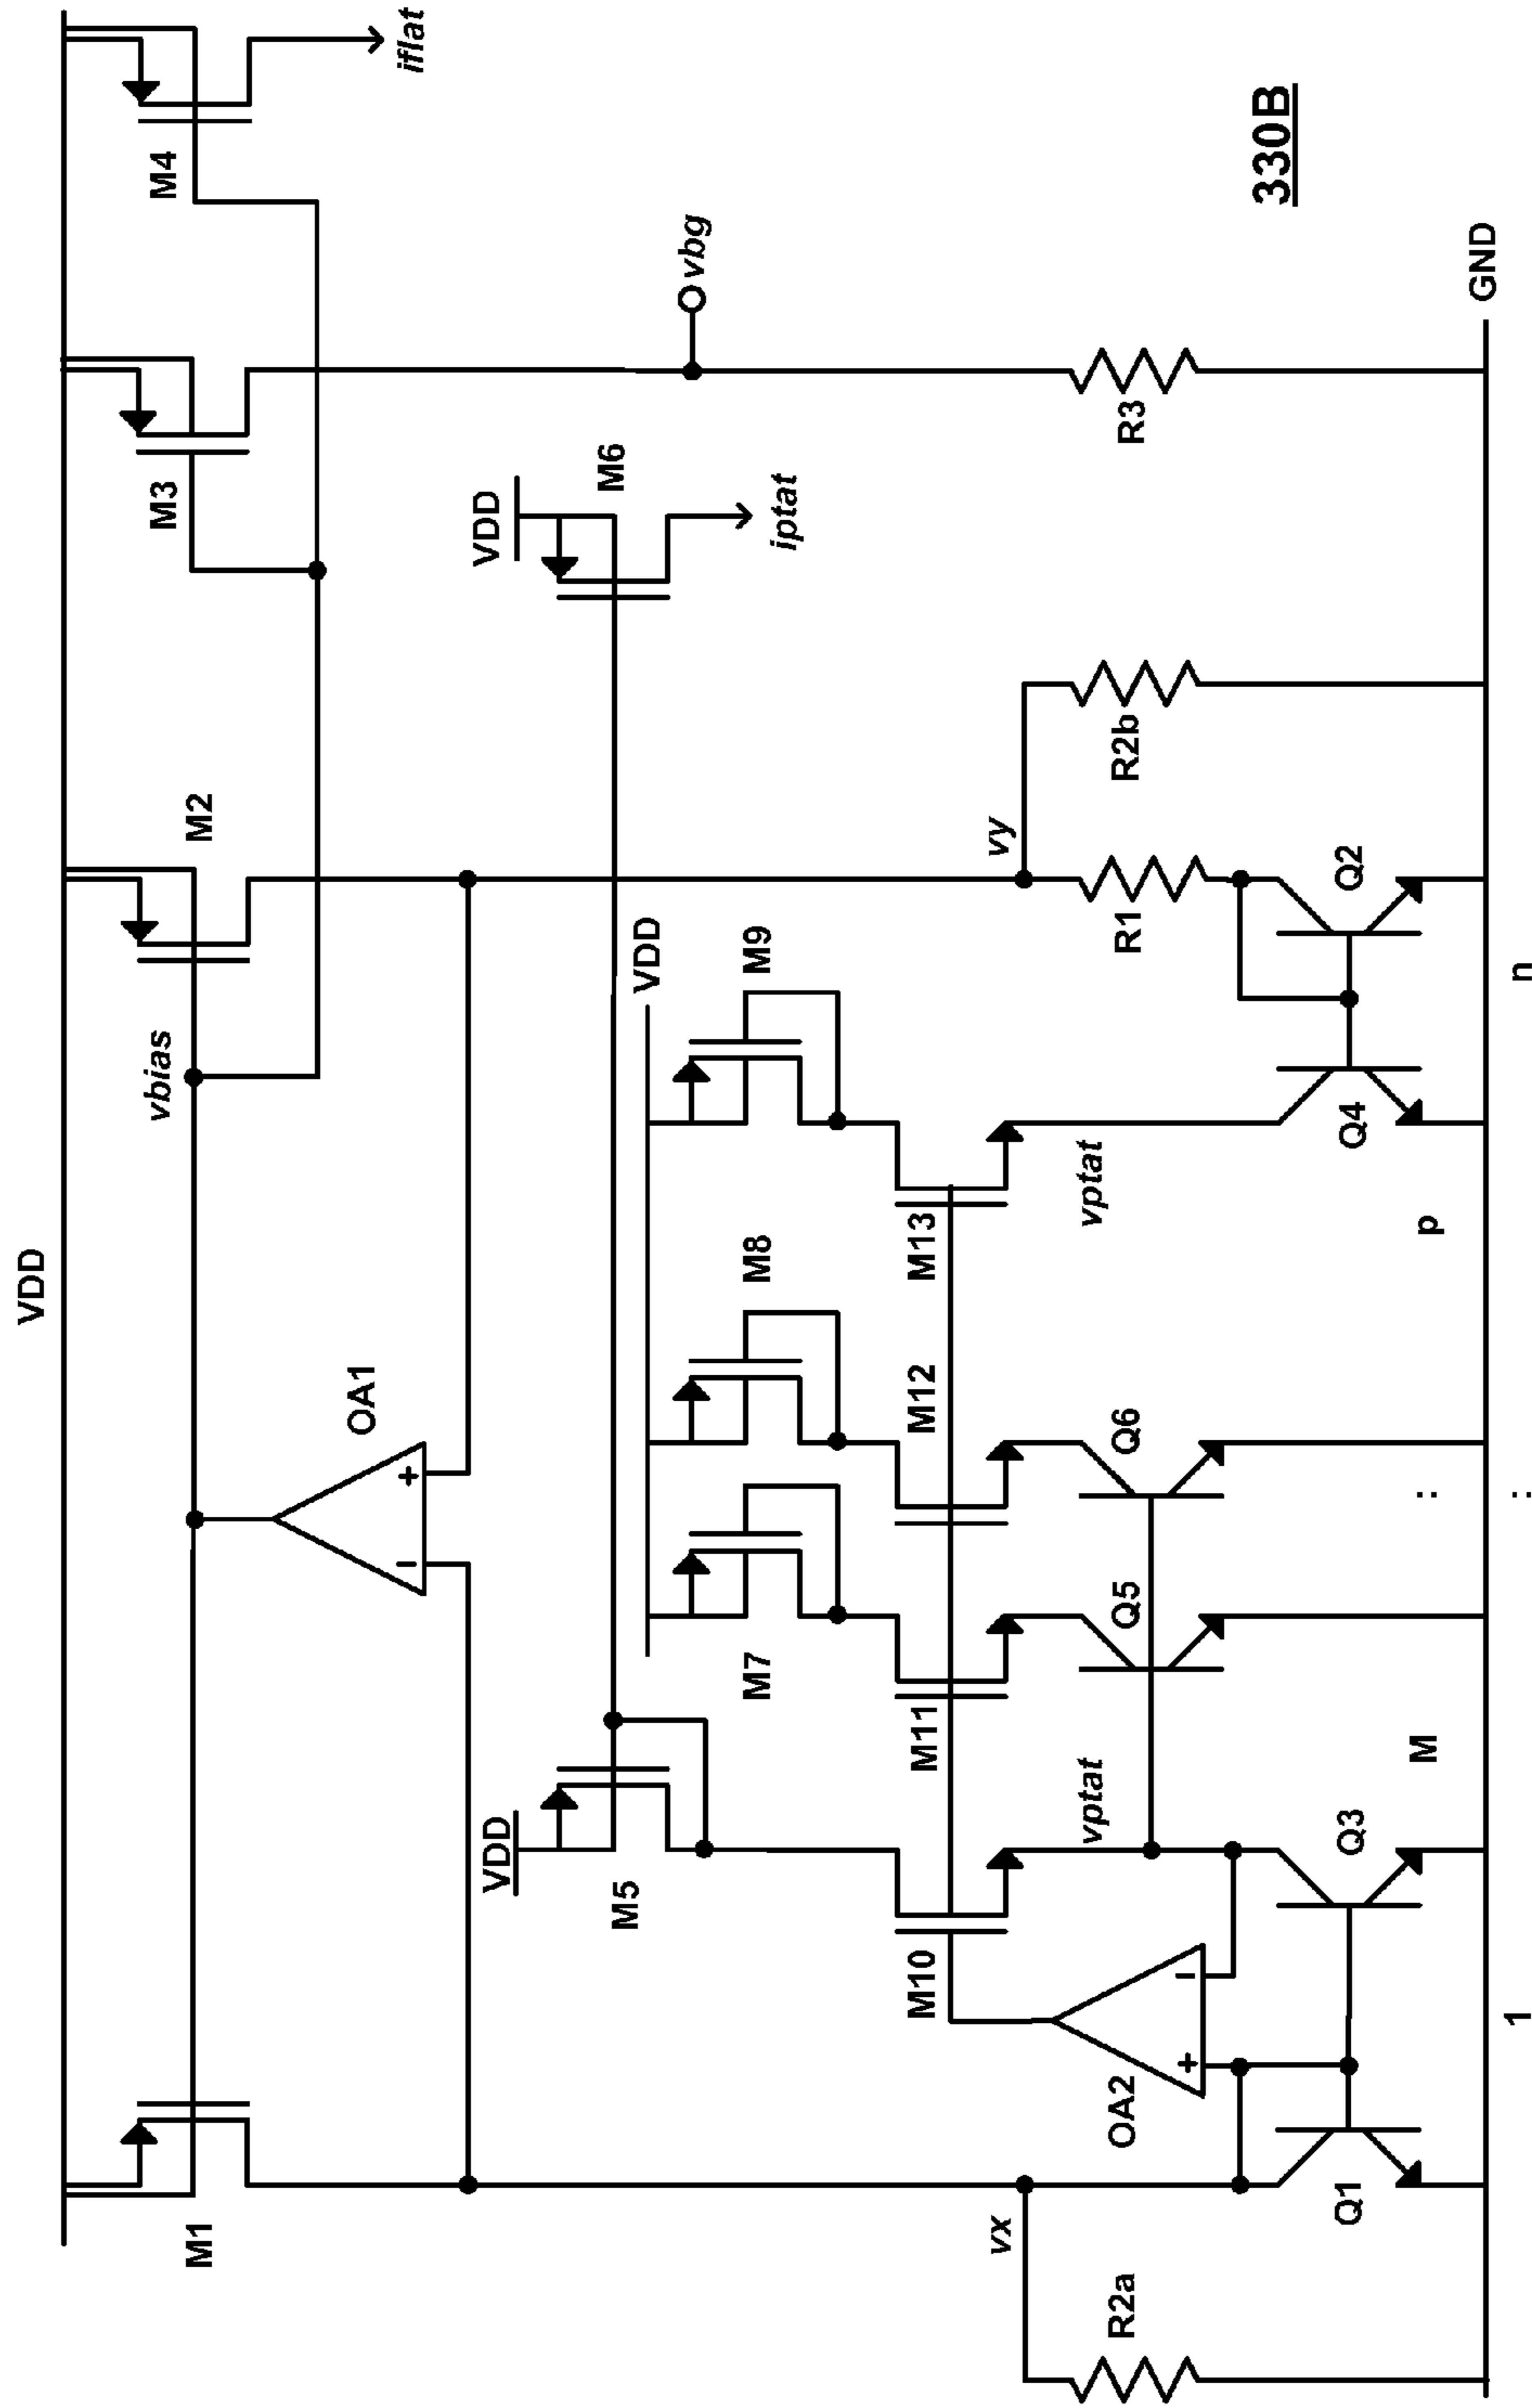 VDD
M1
OA1
−
+
vbias
M2
M3
M4
iflat
VDD
M5
VDD
M6
iptat
M7
M8
VDD
M9
M10
M11
M12
M13
vbg
vx
vptat
vptat
vy
R2a
OA2
+
−
Q5
Q6
R1
R2b
R3
330B
Q1
Q3
Q4
Q2
M
:
p
GND
1
:
n